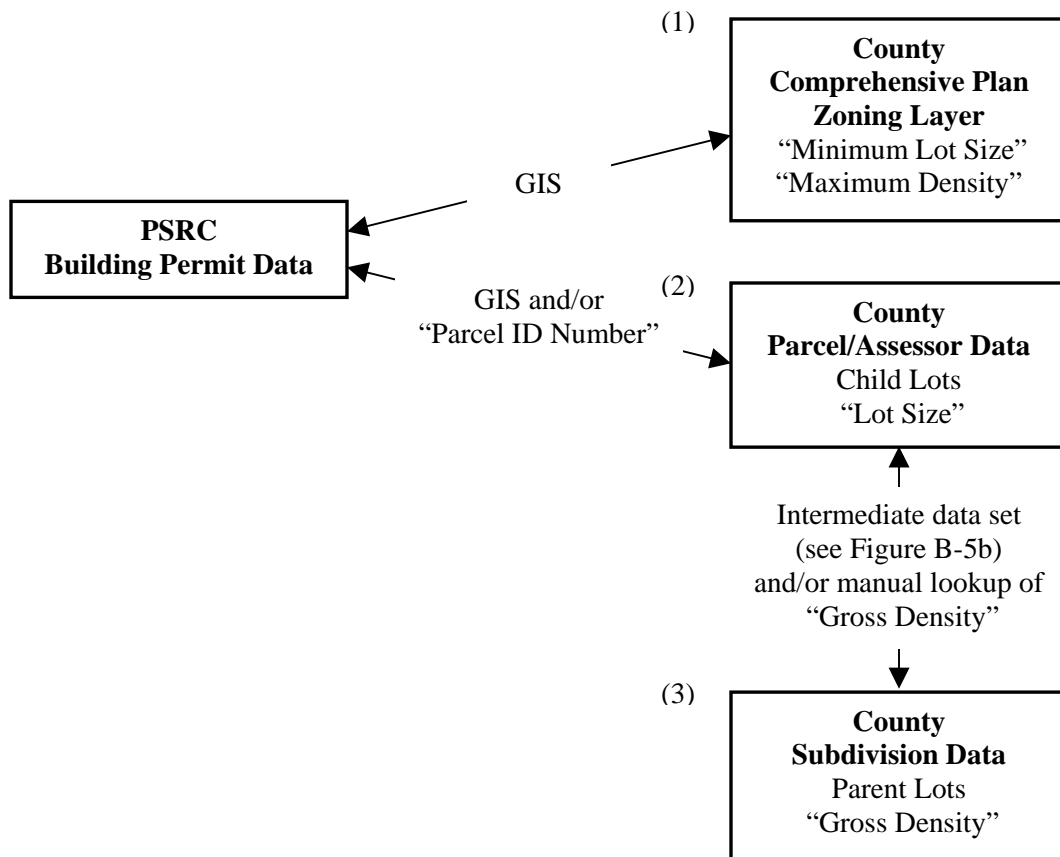 (1)
County
Comprehensive Plan
Zoning Layer
“Minimum Lot Size”
“Maximum Density”
GIS
PSRC
Building Permit Data
GIS and/or
“Parcel ID Number”
(2)
County
Parcel/Assessor Data
Child Lots
“Lot Size”
Intermediate data set
(see Figure B-5b)
and/or manual lookup of
“Gross Density”
(3)
County
Subdivision Data
Parent Lots
“Gross Density”